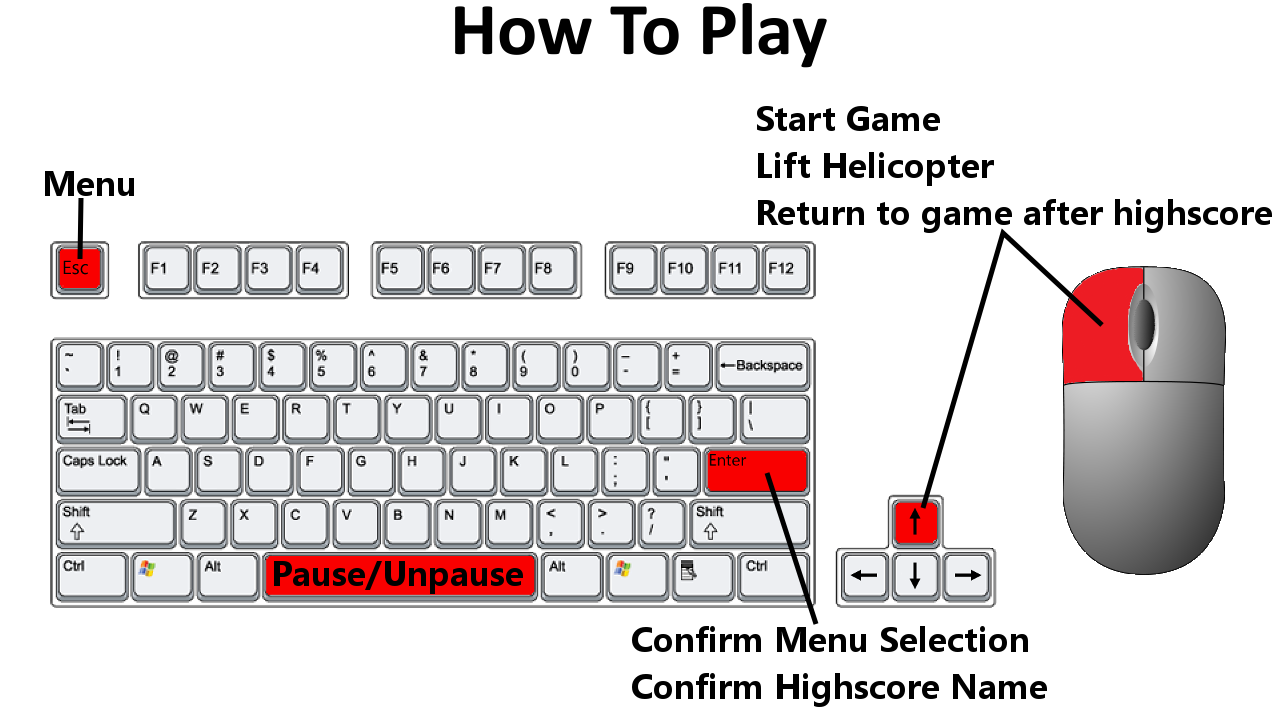 How To Play
Start Game
Lift Helicopter
Return to game after highscore
Menu
Esc F1 F2 F3 F4 F5 F6 F7 F8 F9 F10 F11 F12
~ ! @ # $ % ^ & * ( ) – +
` 1 2 3 4 5 6 7 8 9 0 - = ←Backspace
Tab Q W E R T Y U I O P { } |
[ ] \
Caps Lock A S D F G H J K L : " Enter
; '
Shift Z X C V B N M < > ? Shift
⇧ , . / ⇧ ↑
Ctrl Alt Pause/Unpause Alt Ctrl ← ↓ →
Confirm Menu Selection
Confirm Highscore Name